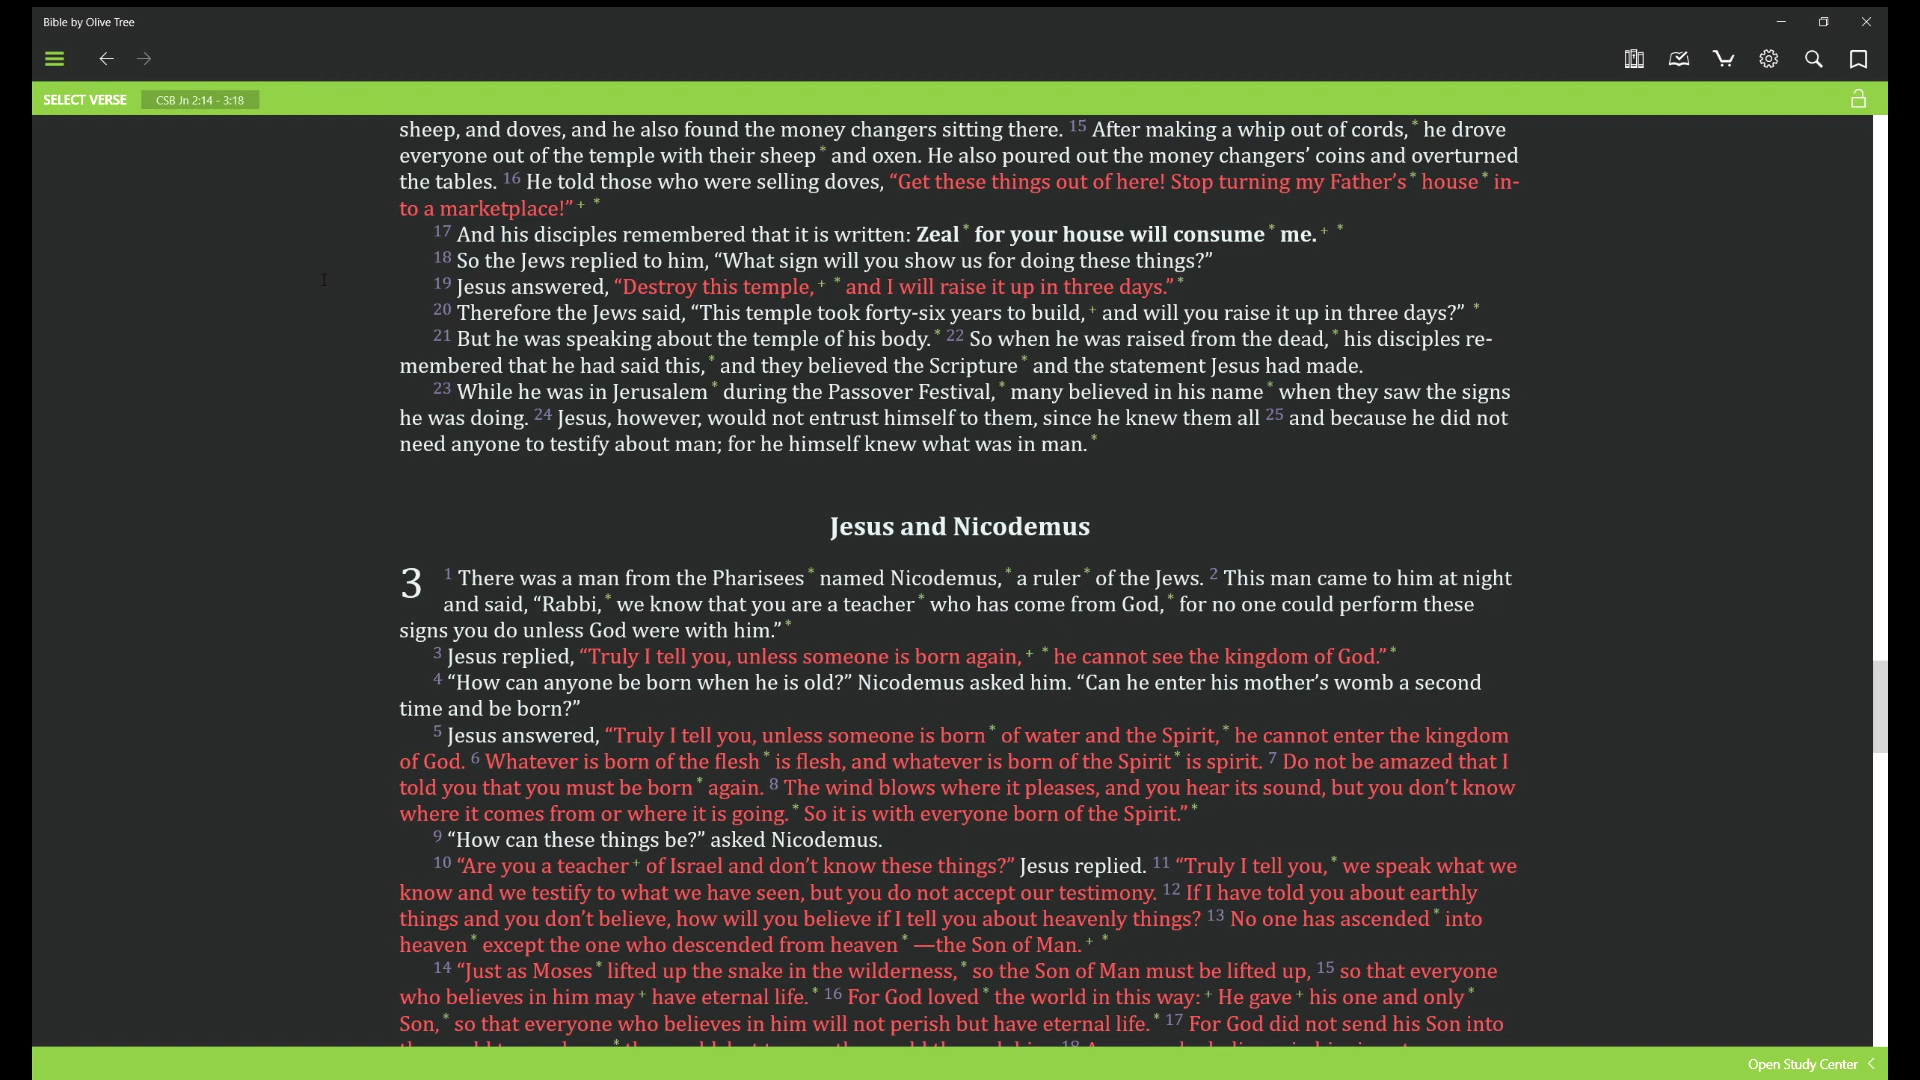 Bible by Olive Tree
SELECT VERSE CSB Jn 2:14 - 3:18
sheep, and doves, and he also found the money changers sitting there. 15 After making a whip out of cords,* he drove
everyone out of the temple with their sheep* and oxen. He also poured out the money changers’ coins and overturned
the tables. 16 He told those who were selling doves, “Get these things out of here! Stop turning my Father’s* house* in-
to a marketplace!”+ *
17 And his disciples remembered that it is written: Zeal* for your house will consume* me.+ *
18 So the Jews replied to him, “What sign will you show us for doing these things?”
19 Jesus answered, “Destroy this temple,+ * and I will raise it up in three days.”*
20 Therefore the Jews said, “This temple took forty-six years to build,+ and will you raise it up in three days?” *
21 But he was speaking about the temple of his body.* 22 So when he was raised from the dead,* his disciples re-
membered that he had said this,* and they believed the Scripture* and the statement Jesus had made.
23 While he was in Jerusalem* during the Passover Festival,* many believed in his name* when they saw the signs
he was doing. 24 Jesus, however, would not entrust himself to them, since he knew them all 25 and because he did not
need anyone to testify about man; for he himself knew what was in man.*
Jesus and Nicodemus
3 1 There was a man from the Pharisees* named Nicodemus,* a ruler* of the Jews. 2 This man came to him at night
and said, “Rabbi,* we know that you are a teacher* who has come from God,* for no one could perform these
signs you do unless God were with him.”*
3 Jesus replied, “Truly I tell you, unless someone is born again,+ * he cannot see the kingdom of God.”*
4 “How can anyone be born when he is old?” Nicodemus asked him. “Can he enter his mother’s womb a second
time and be born?”
5 Jesus answered, “Truly I tell you, unless someone is born* of water and the Spirit,* he cannot enter the kingdom
of God. 6 Whatever is born of the flesh* is flesh, and whatever is born of the Spirit* is spirit. 7 Do not be amazed that I
told you that you must be born* again. 8 The wind blows where it pleases, and you hear its sound, but you don’t know
where it comes from or where it is going.* So it is with everyone born of the Spirit.”*
9 “How can these things be?” asked Nicodemus.
10 “Are you a teacher+ of Israel and don’t know these things?” Jesus replied. 11 “Truly I tell you,* we speak what we
know and we testify to what we have seen, but you do not accept our testimony. 12 If I have told you about earthly
things and you don’t believe, how will you believe if I tell you about heavenly things? 13 No one has ascended* into
heaven* except the one who descended from heaven*—the Son of Man.+ *
14 “Just as Moses* lifted up the snake in the wilderness,* so the Son of Man must be lifted up, 15 so that everyone
who believes in him may+ have eternal life.* 16 For God loved* the world in this way:+ He gave+ his one and only*
Son,* so that everyone who believes in him will not perish but have eternal life.* 17 For God did not send his Son into
Open Study Center